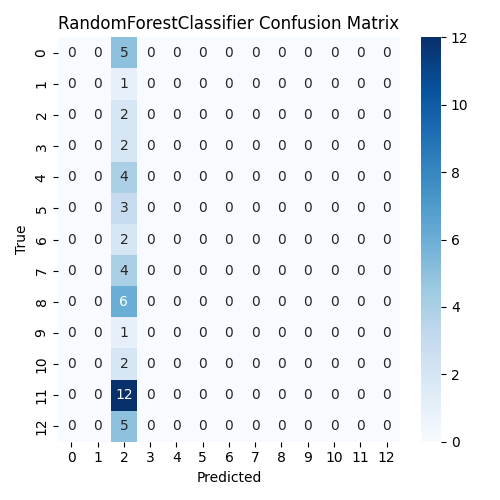 RandomForestClassifier Confusion Matrix
0 0 0 5 0 0 0 0 0 0 0 0 0 0 12
1 0 0 1 0 0 0 0 0 0 0 0 0 0
2 0 0 2 0 0 0 0 0 0 0 0 0 0 10
3 0 0 2 0 0 0 0 0 0 0 0 0 0
4 0 0 4 0 0 0 0 0 0 0 0 0 0 8
5 0 0 3 0 0 0 0 0 0 0 0 0 0
6 0 0 2 0 0 0 0 0 0 0 0 0 0 6
True
7 0 0 4 0 0 0 0 0 0 0 0 0 0
8 0 0 6 0 0 0 0 0 0 0 0 0 0 4
9 0 0 1 0 0 0 0 0 0 0 0 0 0
10 0 0 2 0 0 0 0 0 0 0 0 0 0 2
11 0 0 12 0 0 0 0 0 0 0 0 0 0
12 0 0 5 0 0 0 0 0 0 0 0 0 0 0
0 1 2 3 4 5 6 7 8 9 10 11 12
Predicted